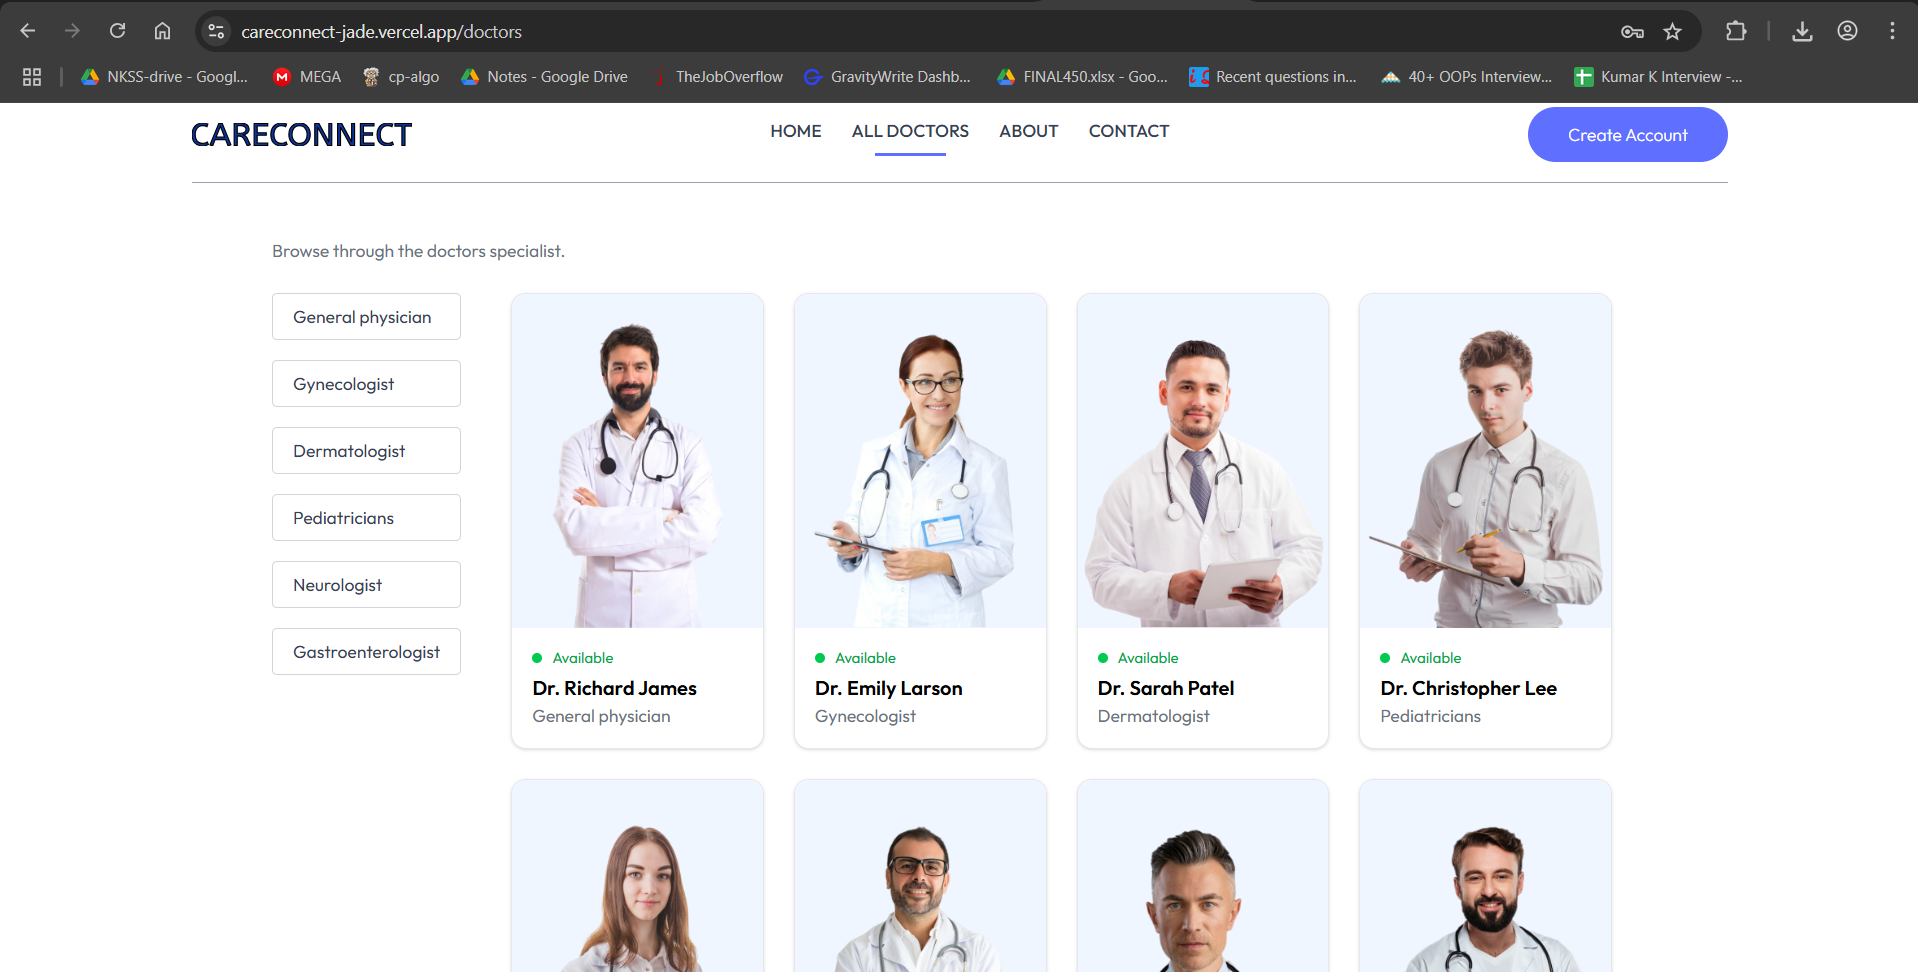 careconnect-jade.vercel.app/doctors
NKSS-drive - Googl...
MEGA
cp-algo
Notes - Google Drive
TheJobOverflow
GravityWrite Dashb...
FINAL450.xlsx - Goo...
Recent questions in...
40+ OOPs Interview...
Kumar K Interview -...
CARECONNECT
HOME
ALL DOCTORS
ABOUT
CONTACT
Create Account
Browse through the doctors specialist.
General physician
Gynecologist
Dermatologist
Pediatricians
Neurologist
Gastroenterologist
Available
Dr. Richard James
General physician
Available
Dr. Emily Larson
Gynecologist
Available
Dr. Sarah Patel
Dermatologist
Available
Dr. Christopher Lee
Pediatricians